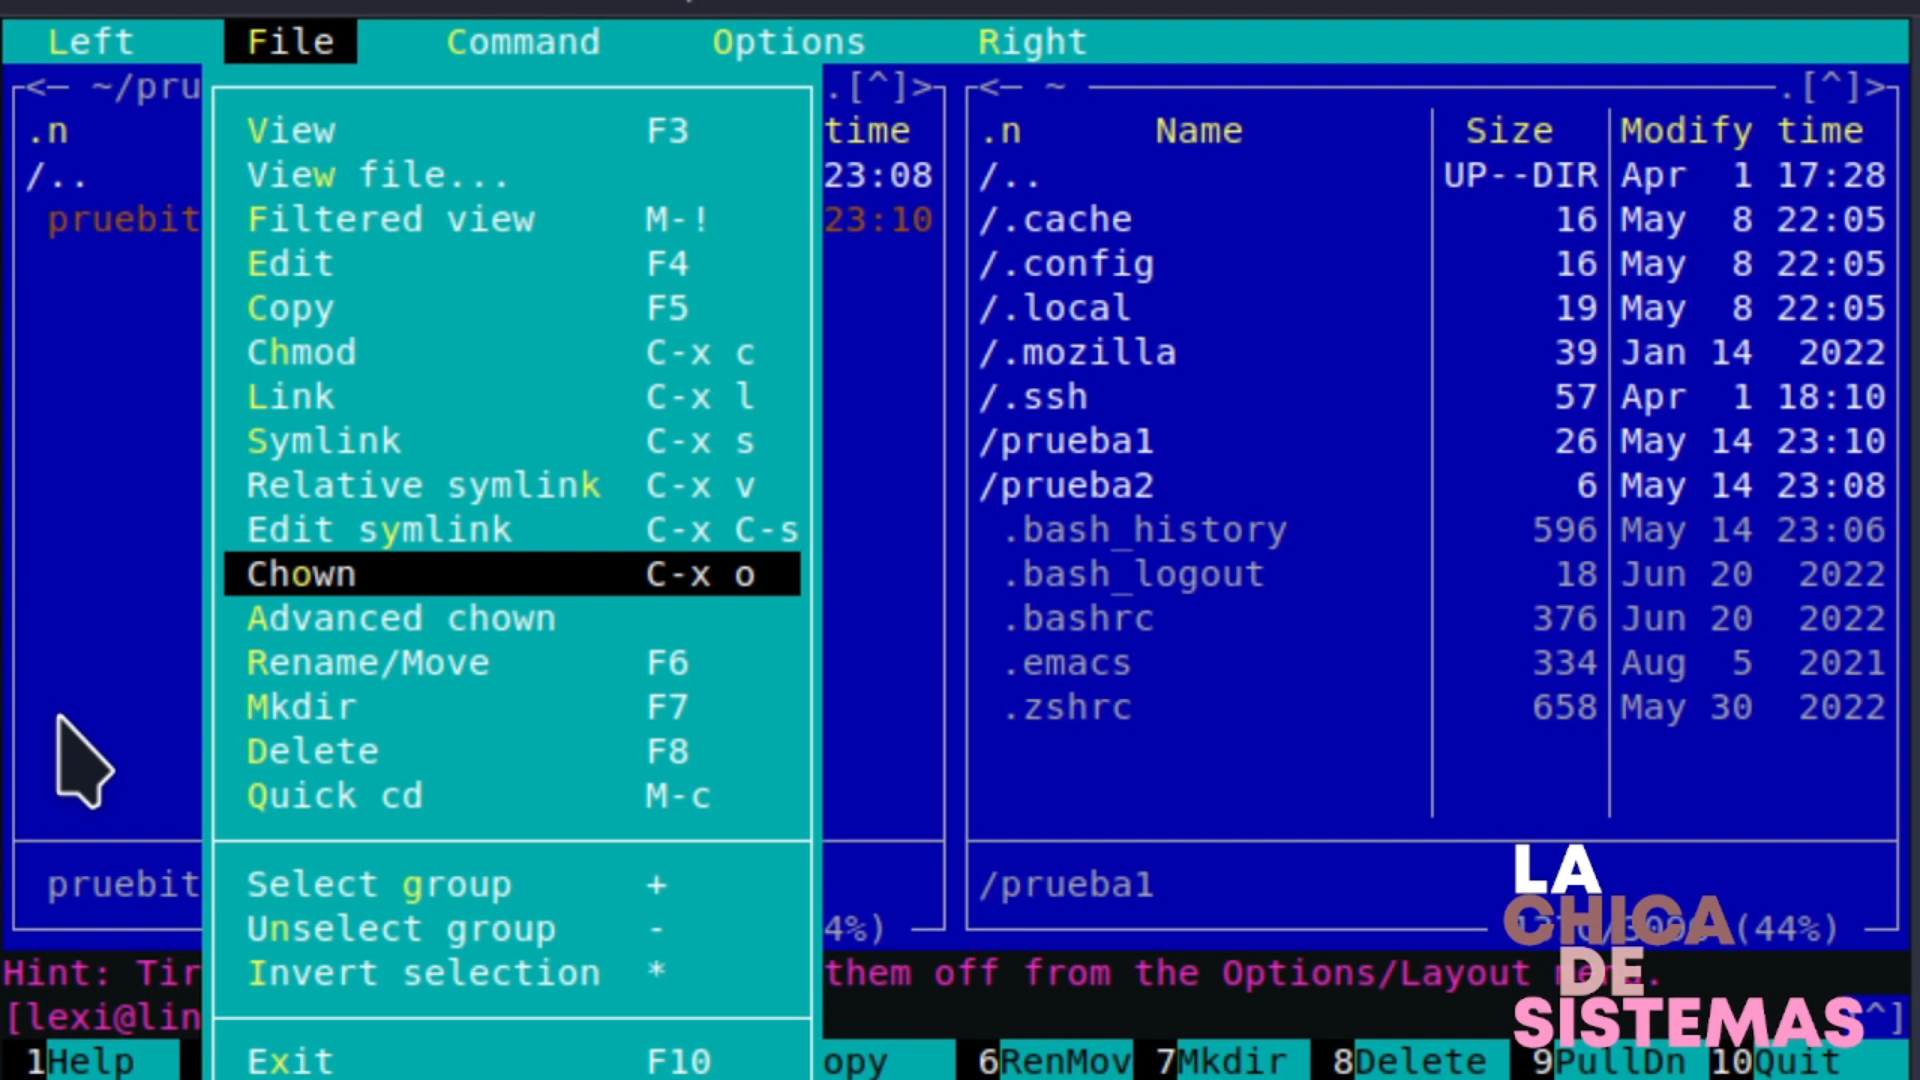 Left File Command Options Right
<─ ~/pru
.n
/..
pruebit
View F3
View file...
Filtered view M-!
Edit F4
Copy F5
Chmod C-x c
Link C-x l
Symlink C-x s
Relative symlink C-x v
Edit symlink C-x C-s
Chown C-x o
Advanced chown
Rename/Move F6
Mkdir F7
Delete F8
Quick cd M-c
Select group +
Unselect group -
Invert selection *
Exit F10
.[^]>
time
23:08
23:10
<─ ~ .[^]>
.n Name Size Modify time
/.. UP--DIR Apr 1 17:28
/.cache 16 May 8 22:05
/.config 16 May 8 22:05
/.local 19 May 8 22:05
/.mozilla 39 Jan 14 2022
/.ssh 57 Apr 1 18:10
/prueba1 26 May 14 23:10
/prueba2 6 May 14 23:08
.bash_history 596 May 14 23:06
.bash_logout 18 Jun 20 2022
.bashrc 376 Jun 20 2022
.emacs 334 Aug 5 2021
.zshrc 658 May 30 2022
pruebit
/prueba1
4%)
(44%)
Hint: Tir
them off from the Options/Layout
[lexi@lin
[^]
1Help opy 6RenMov 7Mkdir 8Delete 9PullDn 10Quit
LA
CHICA
DE
SISTEMAS